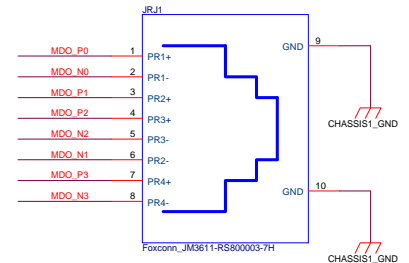 JRJ1
MDO_P0 1 PR1+ GND 9
MDO_N0 2 PR1-
MDO_P1 3 PR2+
MDO_P2 4 PR3+
CHASSIS1_GND
MDO_N2 5 PR3-
MDO_N1 6 PR2-
MDO_P3 7 PR4+
GND 10
MDO_N3 8 PR4-
Foxconn_JM3611-RS800003-7H
CHASSIS1_GND